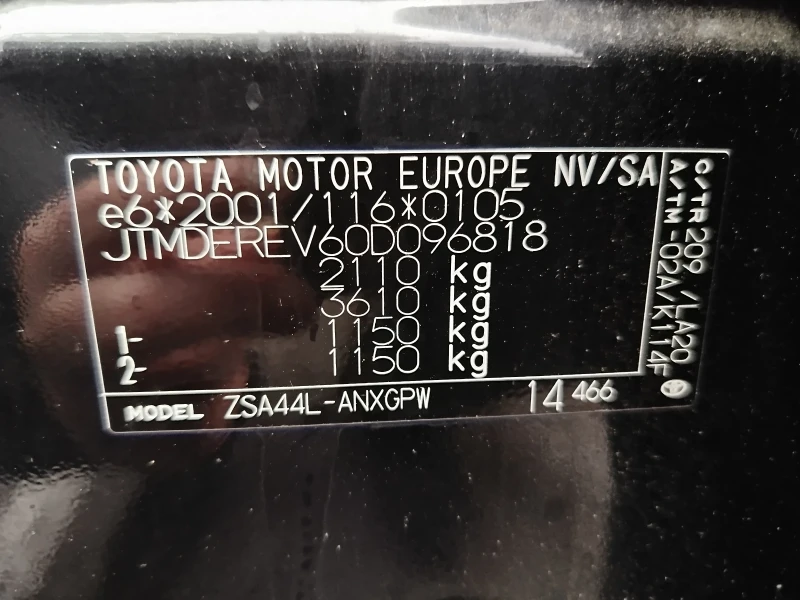 TOYOTA MOTOR EUROPE NV/SA
e6*2001/116*0105
JTMDEREV60D096818
2110 kg
3610 kg
1- 1150 kg
2- 1150 kg
MODEL ZSA44L-ANXGPW 14 466
C/TR 209 /LA20
A/TM -02A/K114F